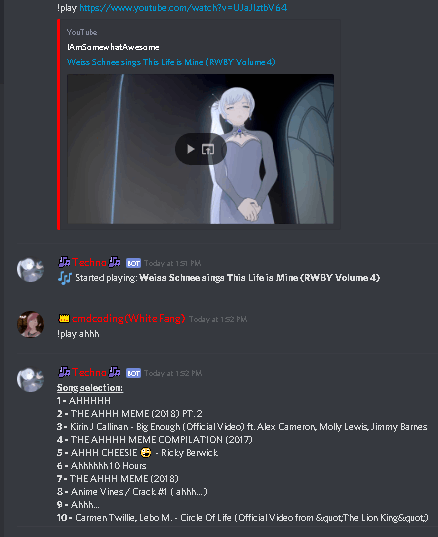 !play https://www.youtube.com/watch?v=UJaJIztbV64
YouTube
IAmSomewhatAwesome
Weiss Schnee sings This Life is Mine (RWBY Volume 4)
Techno BOT Today at 1:51 PM
🎶 Started playing: Weiss Schnee sings This Life is Mine (RWBY Volume 4)
cmdcoding{White Fang} Today at 1:52 PM
!play ahhh
Techno BOT Today at 1:52 PM
Song selection:
1 - AHHHHH
2 - THE AHHH MEME (2018) PT. 2
3 - Kirin J Callinan - Big Enough (Official Video) ft. Alex Cameron, Molly Lewis, Jimmy Barnes
4 - THE AHHHH MEME COMPILATION (2017)
5 - AHHH CHEESIE 😜 - Ricky Berwick
6 - Ahhhhhh 10 Hours
7 - THE AHHH MEME (2018)
8 - Anime Vines / Crack #1 ( ahhh...)
9 - Ahhh...
10 - Carmen Twillie, Lebo M. - Circle Of Life (Official Video from &quot;The Lion King&quot;)